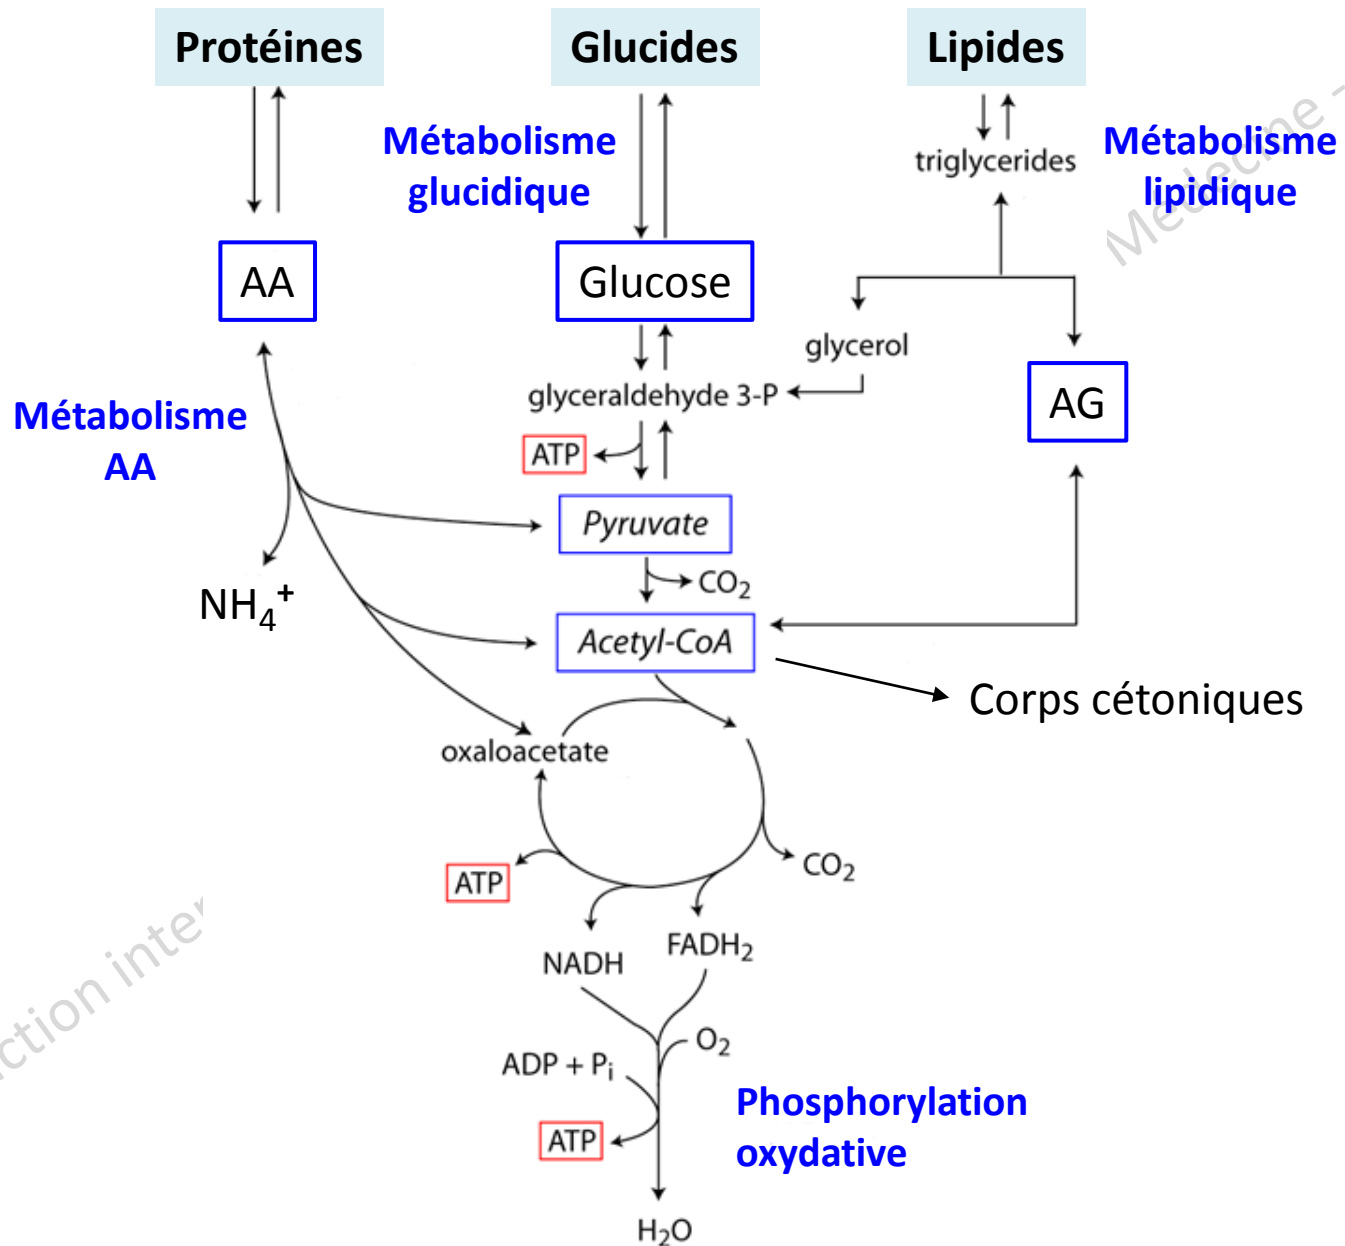 Protéines
Glucides
Lipides
Métabolisme
glucidique
triglycerides
Métabolisme
lipidique
Medecine -
AA
Glucose
glycerol
glyceraldehyde 3-P
AG
Métabolisme
AA
ATP
Pyruvate
CO₂
NH₄⁺
Acetyl-CoA
Corps cétoniques
oxaloacetate
CO₂
ATP
NADH
FADH₂
O₂
ADP + Pᵢ
Phosphorylation
oxydative
ATP
H₂O